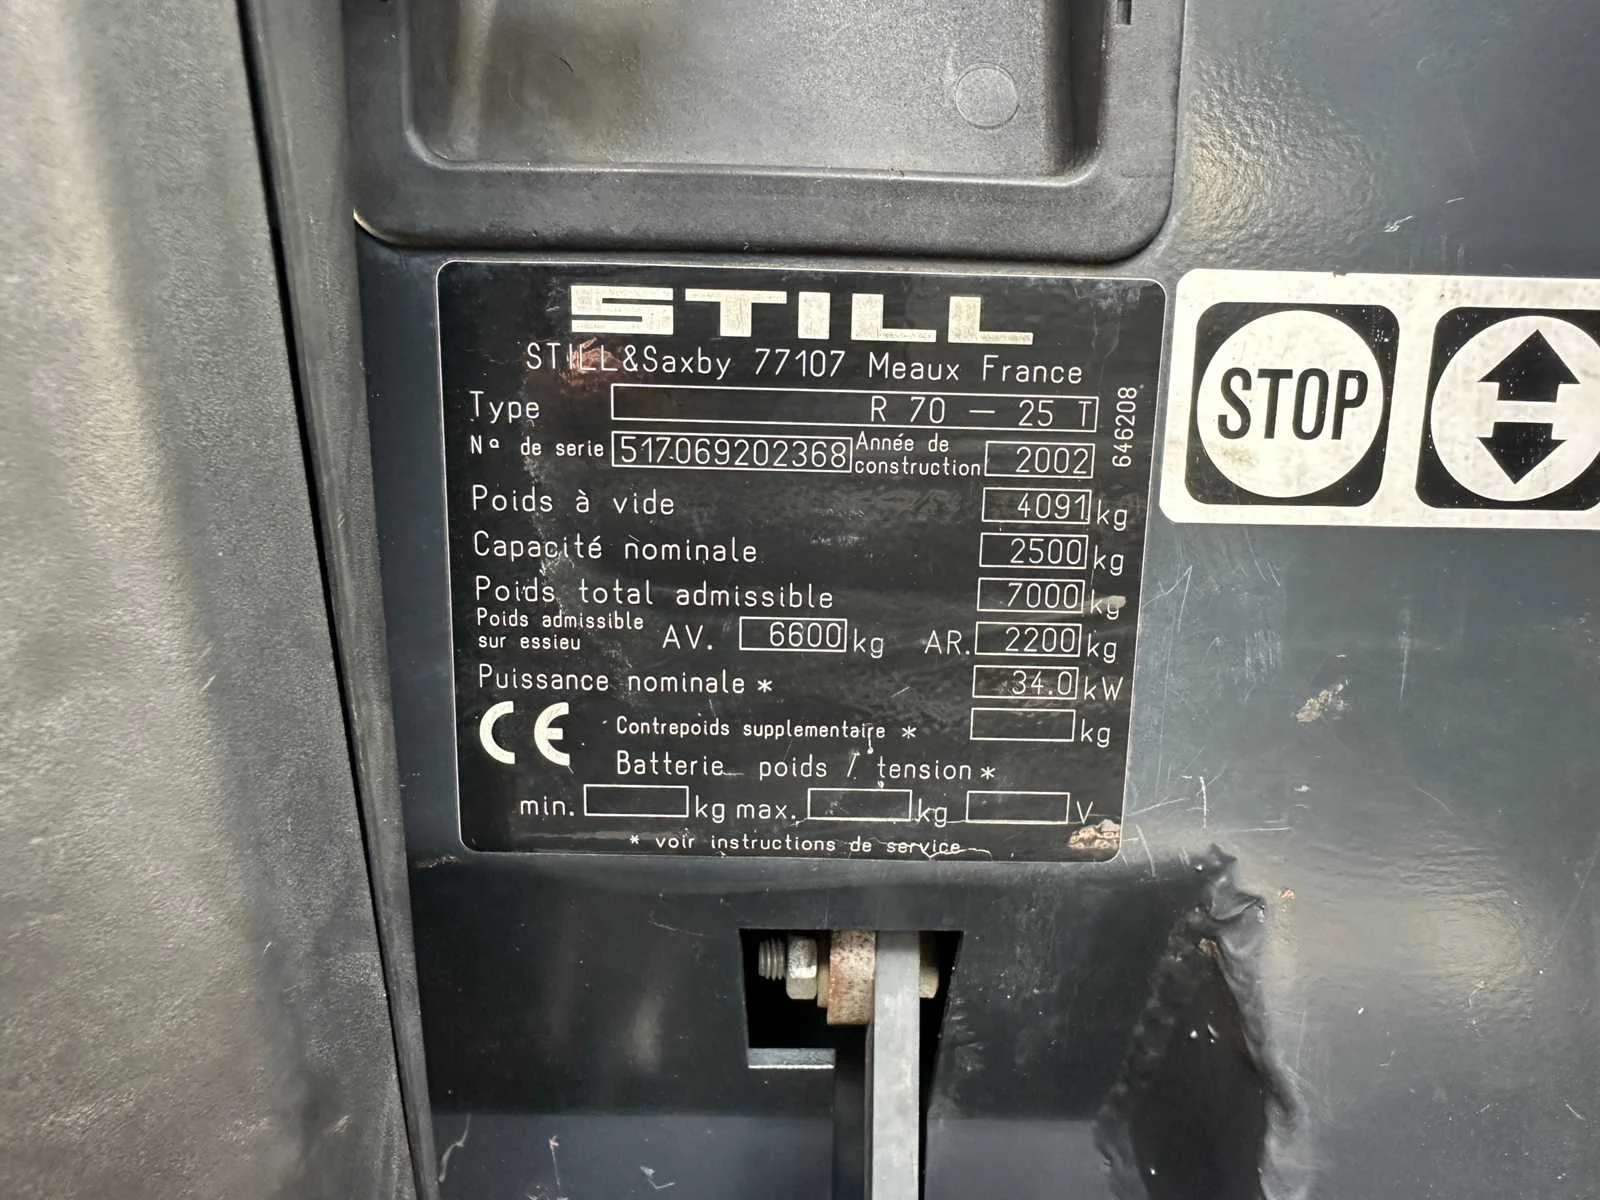 STILL
STILL&Saxby 77107 Meaux France
Type R 70 — 25 T
646208
Nº de serie 517069202368 Année de construction 2002
Poids à vide 4091 kg
Capacité nominale 2500 kg
Poids total admissible 7000 kg
Poids admissible sur essieu AV. 6600 kg AR. 2200 kg
Puissance nominale * 34.0 kW
CE Contrepoids supplementaire * kg
Batterie poids / tension *
min. kg max. kg V
* voir instructions de service
STOP